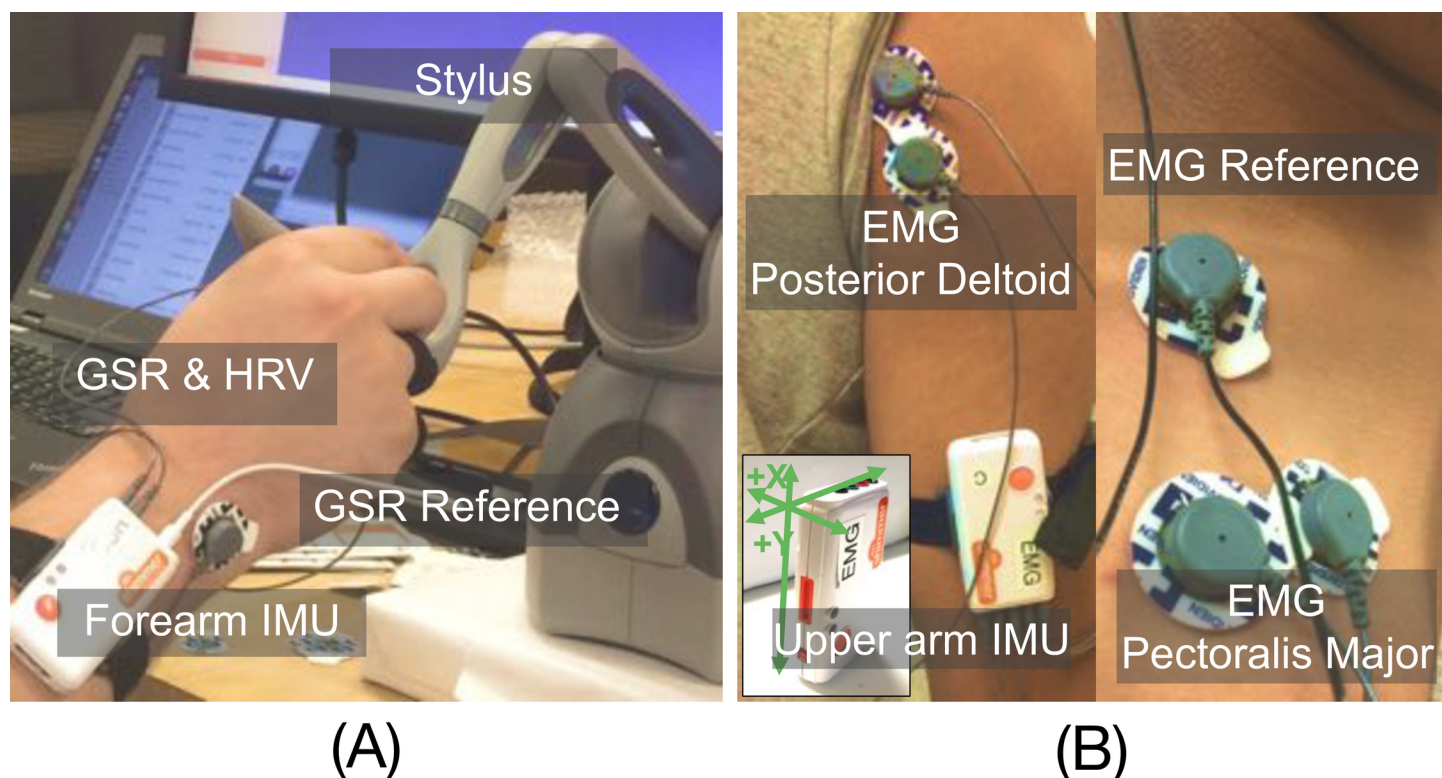 Stylus
GSR & HRV
GSR Reference
Forearm IMU
(A)
EMG
Posterior Deltoid
+X
+Y
EMG
shimmer
EMG
Upper arm IMU
EMG Reference
EMG
Pectoralis Major
(B)